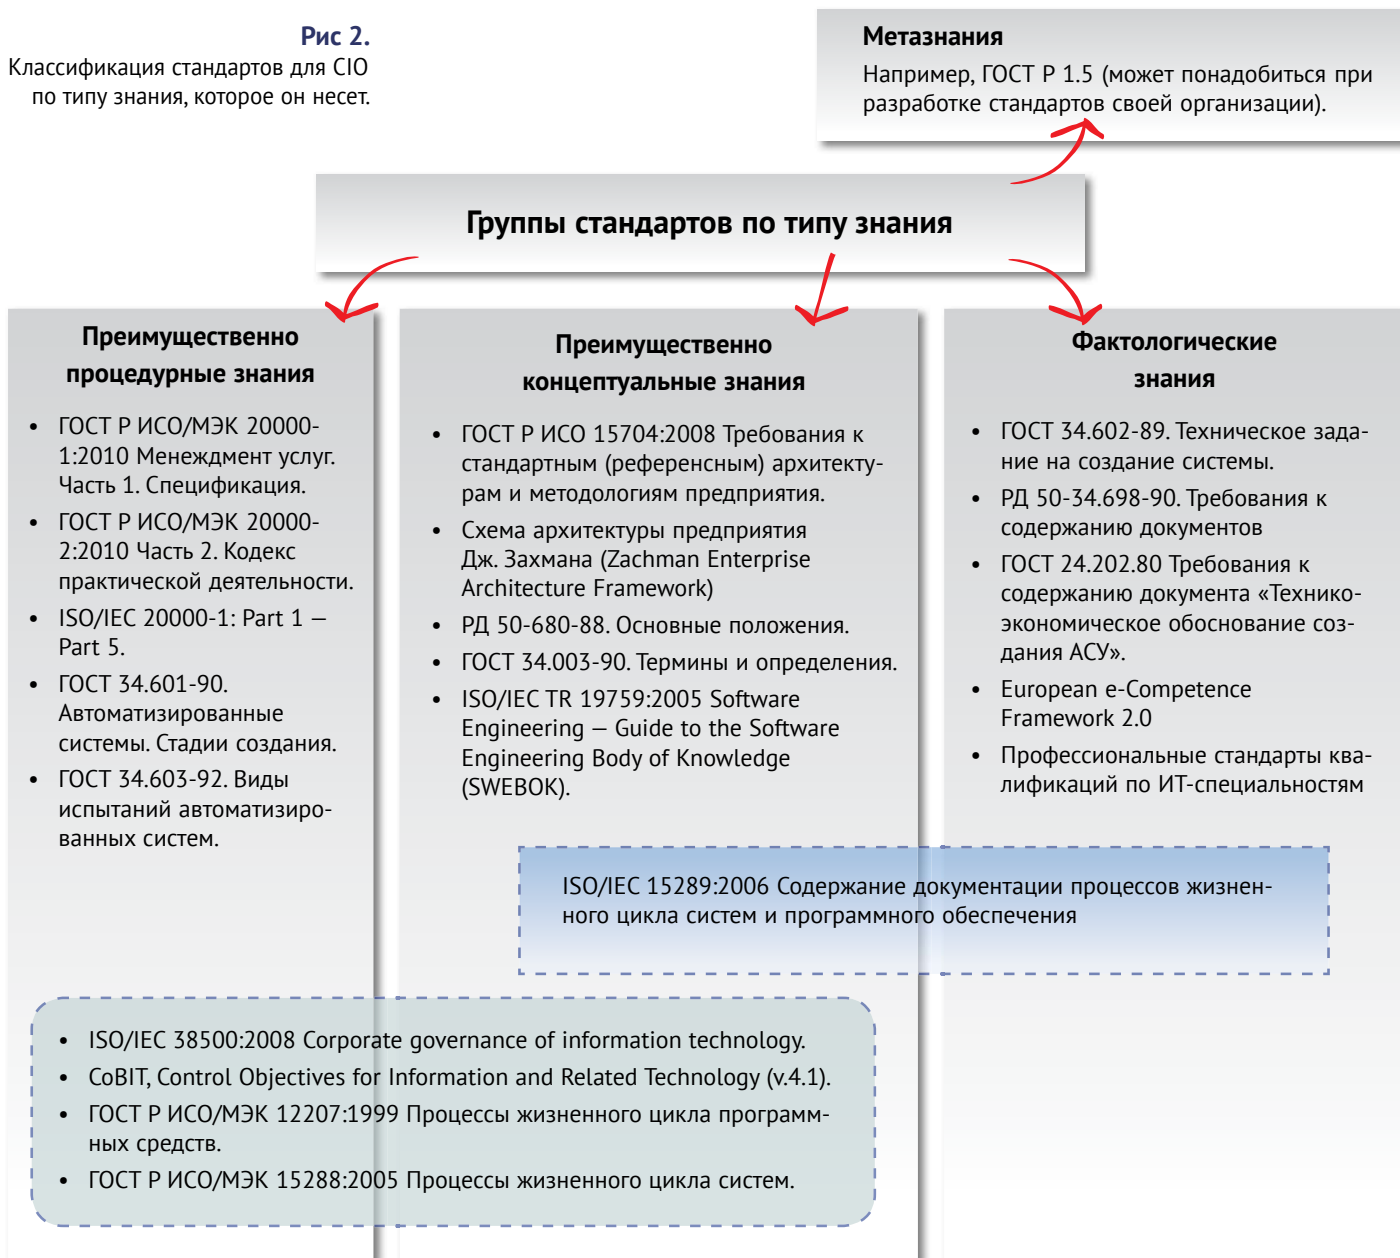 Рис 2.
Классификация стандартов для CIO
по типу знания, которое он несет.
Метазнания
Например, ГОСТ Р 1.5 (может понадобиться при
разработке стандартов своей организации).
Группы стандартов по типу знания
Преимущественно
процедурные знания
• ГОСТ Р ИСО/МЭК 20000-
1:2010 Менеждмент услуг.
Часть 1. Спецификация.
• ГОСТ Р ИСО/МЭК 20000-
2:2010 Часть 2. Кодекс
практической деятельности.
• ISO/IEC 20000-1: Part 1 —
Part 5.
• ГОСТ 34.601-90.
Автоматизированные
системы. Стадии создания.
• ГОСТ 34.603-92. Виды
испытаний автоматизиро-
ванных систем.
Преимущественно
концептуальные знания
• ГОСТ Р ИСО 15704:2008 Требования к
стандартным (референсным) архитекту-
рам и методологиям предприятия.
• Схема архитектуры предприятия
Дж. Захмана (Zachman Enterprise
Architecture Framework)
• РД 50-680-88. Основные положения.
• ГОСТ 34.003-90. Термины и определения.
• ISO/IEC TR 19759:2005 Software
Engineering — Guide to the Software
Engineering Body of Knowledge
(SWEBOK).
Фактологические
знания
• ГОСТ 34.602-89. Техническое зада-
ние на создание системы.
• РД 50-34.698-90. Требования к
содержанию документов
• ГОСТ 24.202.80 Требования к
содержанию документа «Технико-
экономическое обоснование соз-
дания АСУ».
• European e-Competence
Framework 2.0
• Профессиональные стандарты ква-
лификаций по ИТ-специальностям
ISO/IEC 15289:2006 Содержание документации процессов жизнен-
ного цикла систем и программного обеспечения
• ISO/IEC 38500:2008 Corporate governance of information technology.
• CoBIT, Control Objectives for Information and Related Technology (v.4.1).
• ГОСТ Р ИСО/МЭК 12207:1999 Процессы жизненного цикла программ-
ных средств.
• ГОСТ Р ИСО/МЭК 15288:2005 Процессы жизненного цикла систем.